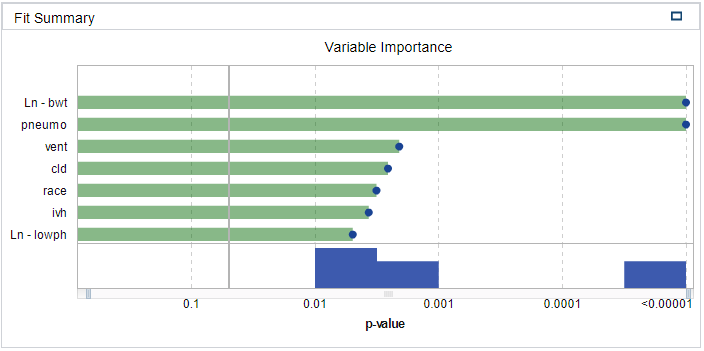 Fit Summary
Variable Importance
Ln - bwt
pneumo
vent
cld
race
ivh
Ln - lowph
0.1 0.01 0.001 0.0001 <0.00001
p-value